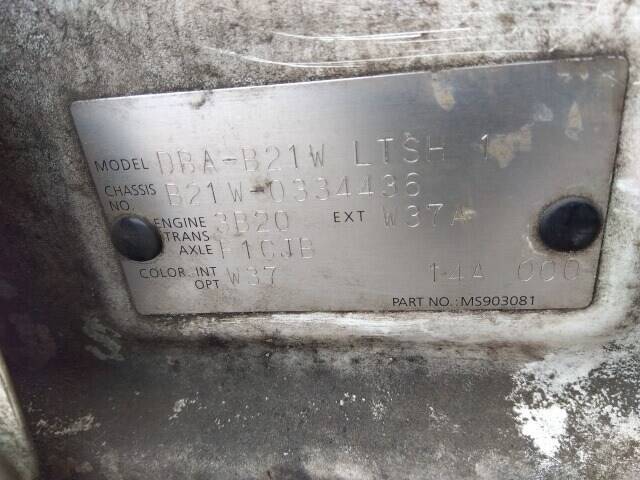 MODEL DBA-B21W LTSH 1
CHASSIS NO. B21W-0334436
ENGINE 3B20 EXT W37A
TRANS AXLE F1CJB
COLOR, INT OPT W37 14A 000
PART NO.:MS903081